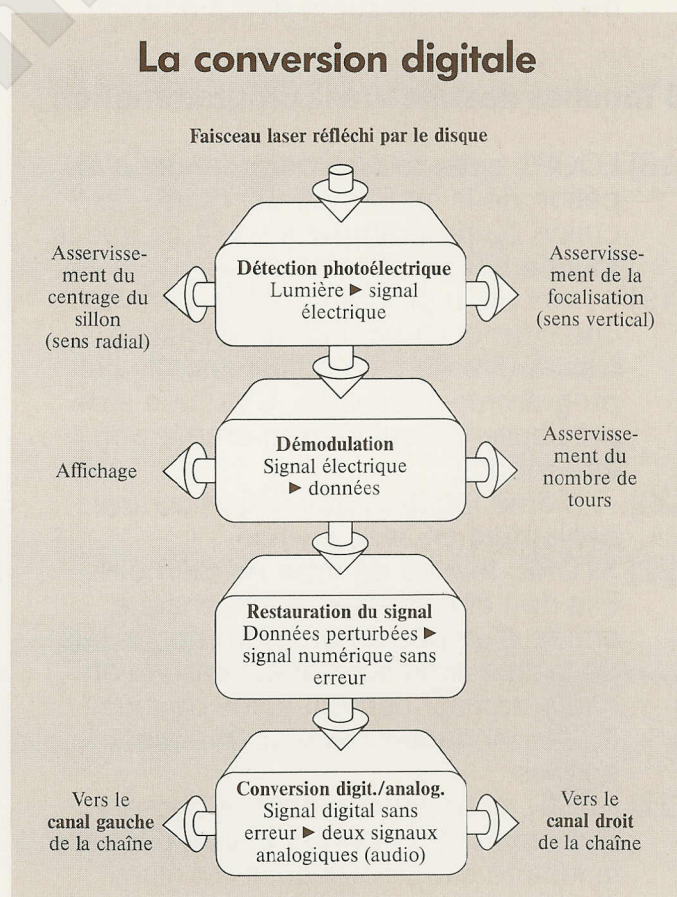 La conversion digitale
Faisceau laser réfléchi par le disque
Asservisse-
ment du
centrage du
sillon
(sens radial)
Détection photoélectrique
Lumière ▶ signal
électrique
Asservisse-
ment de la
focalisation
(sens vertical)
Affichage
Démodulation
Signal électrique
▶ données
Asservisse-
ment du
nombre de
tours
Restauration du signal
Données perturbées ▶
signal numérique sans
erreur
Vers le
canal gauche
de la chaîne
Conversion digit./analog.
Signal digital sans
erreur ▶ deux signaux
analogiques (audio)
Vers le
canal droit
de la chaîne